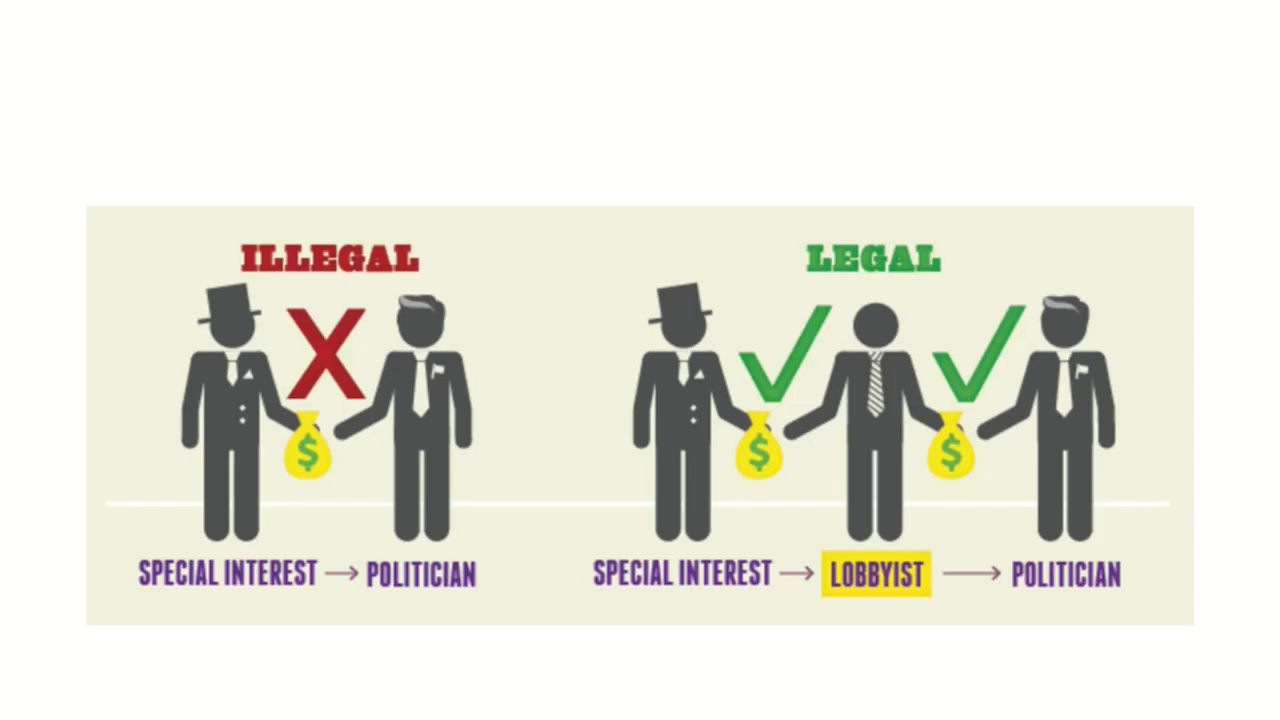 ILLEGAL
LEGAL
$
$
$
SPECIAL INTEREST → POLITICIAN
SPECIAL INTEREST → LOBBYIST → POLITICIAN